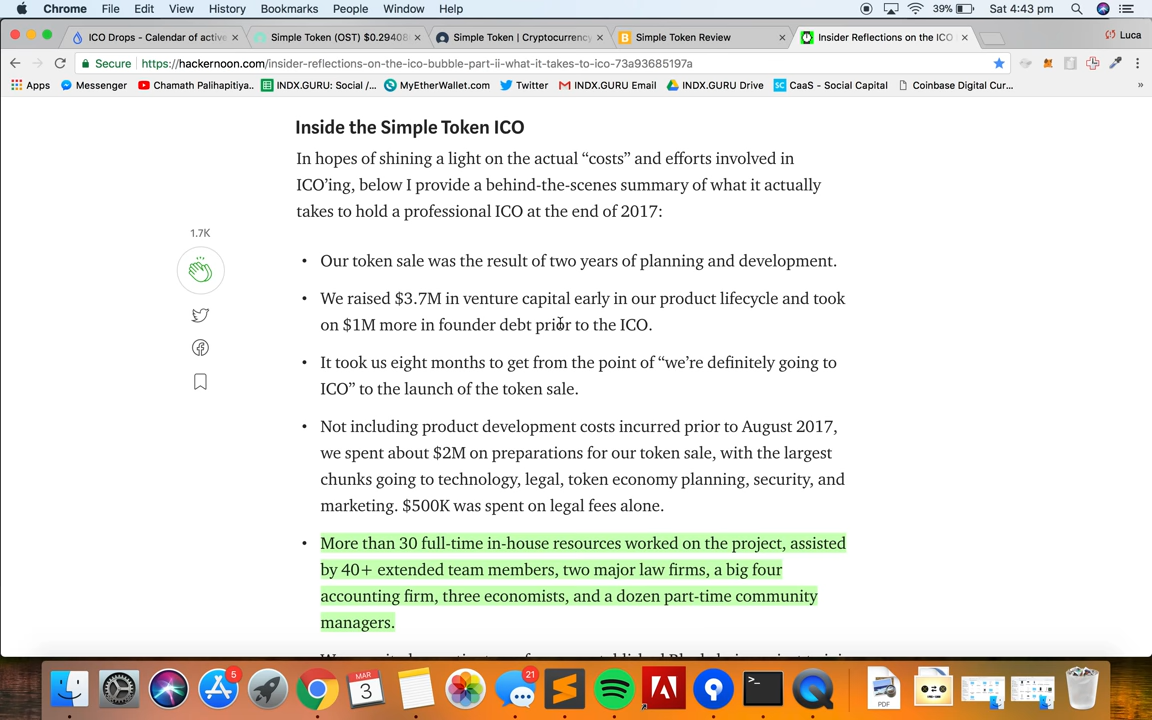 Chrome File Edit View History Bookmarks People Window Help 39% Sat 4:43 pm
ICO Drops - Calendar of active Simple Token (OST) $0.29408 Simple Token | Cryptocurrency Simple Token Review Insider Reflections on the ICO Luca
Secure https://hackernoon.com/insider-reflections-on-the-ico-bubble-part-ii-what-it-takes-to-ico-73a93685197a
Apps Messenger Chamath Palihapitiya.. INDX.GURU: Social /... MyEtherWallet.com Twitter INDX.GURU Email INDX.GURU Drive CaaS - Social Capital Coinbase Digital Cur... »
Inside the Simple Token ICO
In hopes of shining a light on the actual “costs” and efforts involved in
ICO’ing, below I provide a behind-the-scenes summary of what it actually
takes to hold a professional ICO at the end of 2017:
1.7K
• Our token sale was the result of two years of planning and development.
• We raised $3.7M in venture capital early in our product lifecycle and took
on $1M more in founder debt prior to the ICO.
• It took us eight months to get from the point of “we’re definitely going to
ICO” to the launch of the token sale.
• Not including product development costs incurred prior to August 2017,
we spent about $2M on preparations for our token sale, with the largest
chunks going to technology, legal, token economy planning, security, and
marketing. $500K was spent on legal fees alone.
• More than 30 full-time in-house resources worked on the project, assisted
by 40+ extended team members, two major law firms, a big four
accounting firm, three economists, and a dozen part-time community
managers.
5
MAR
3
21
PDF